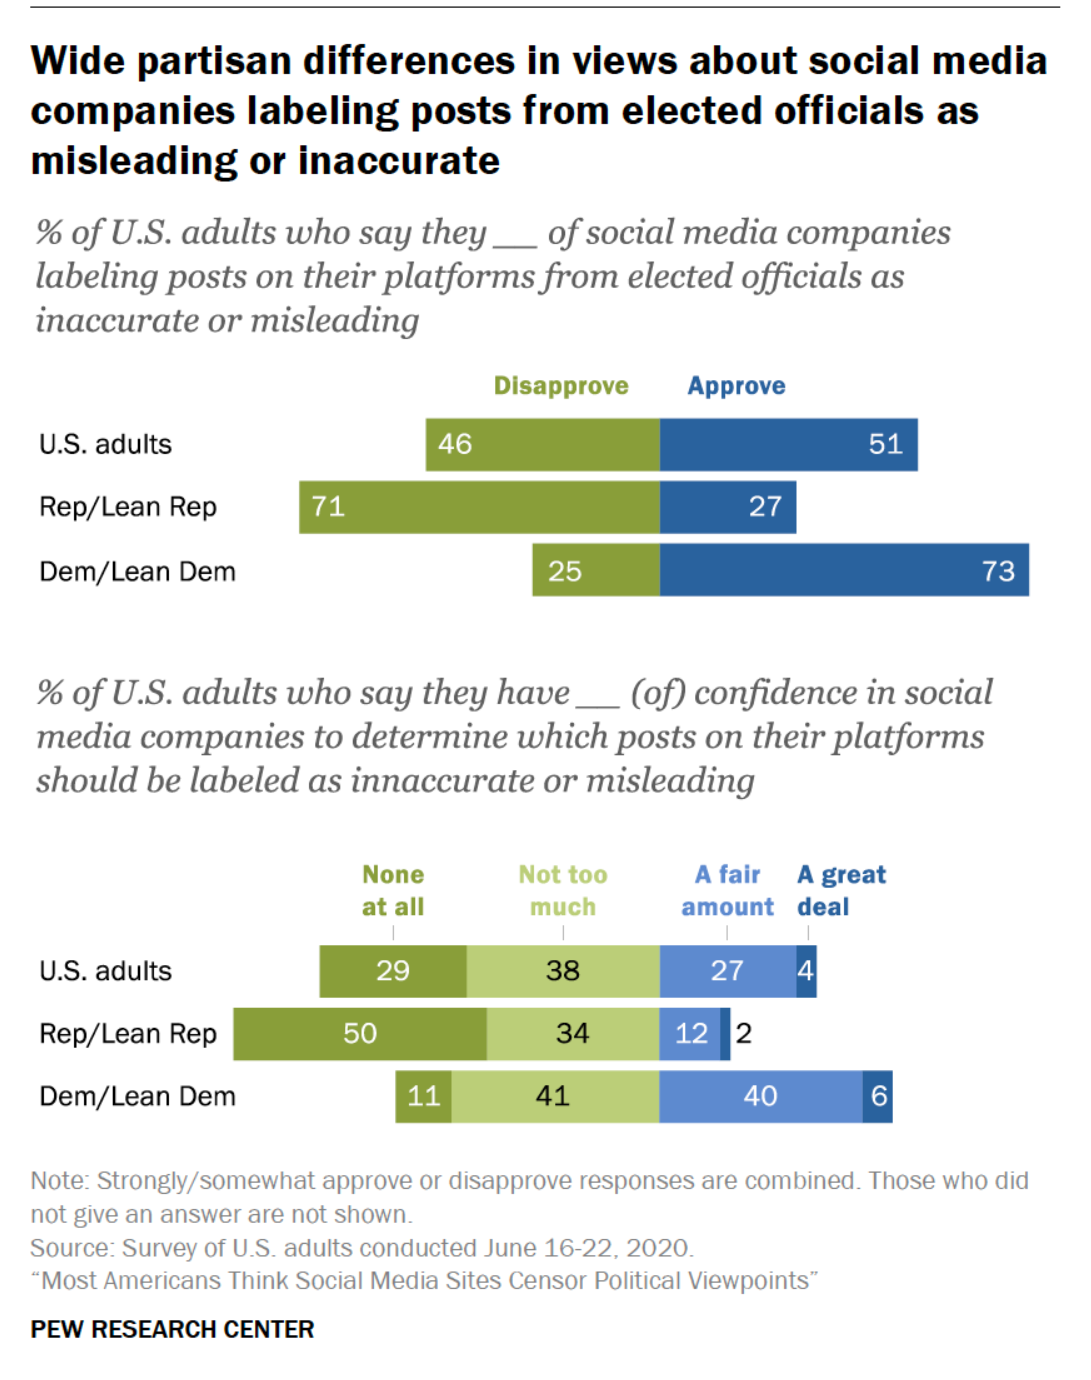 Wide partisan differences in views about social media
companies labeling posts from elected officials as
misleading or inaccurate
% of U.S. adults who say they __ of social media companies
labeling posts on their platforms from elected officials as
inaccurate or misleading
Disapprove Approve
U.S. adults 46 51
Rep/Lean Rep 71 27
Dem/Lean Dem 25 73
% of U.S. adults who say they have __ (of) confidence in social
media companies to determine which posts on their platforms
should be labeled as innaccurate or misleading
None Not too A fair A great
at all much amount deal
U.S. adults 29 38 27 4
Rep/Lean Rep 50 34 12 2
Dem/Lean Dem 11 41 40 6
Note: Strongly/somewhat approve or disapprove responses are combined. Those who did
not give an answer are not shown.
Source: Survey of U.S. adults conducted June 16-22, 2020.
“Most Americans Think Social Media Sites Censor Political Viewpoints”
PEW RESEARCH CENTER